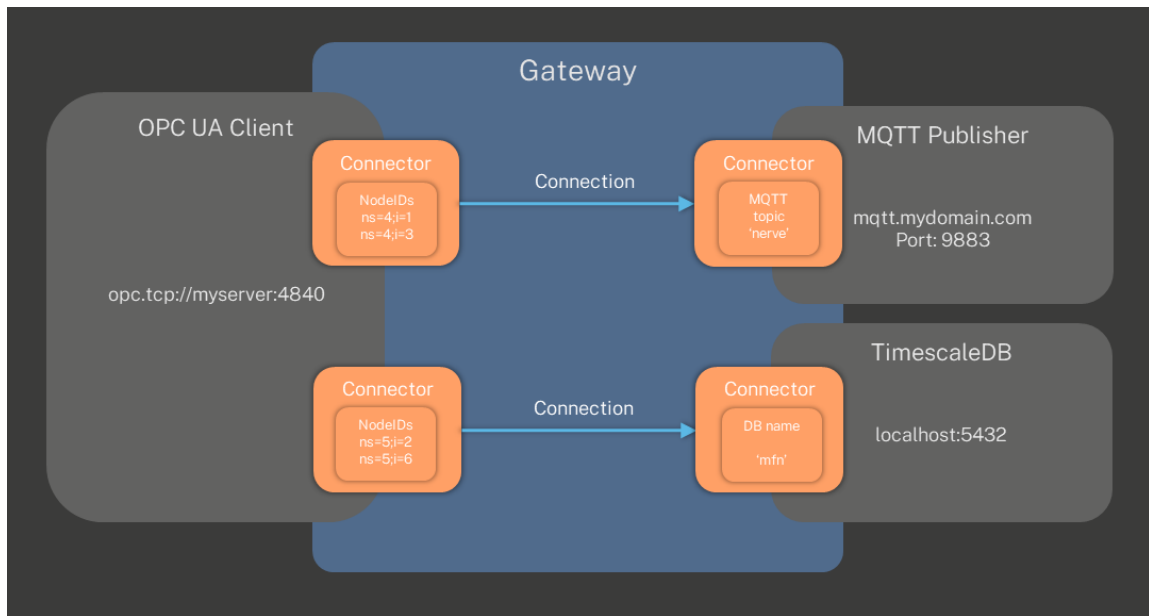 Gateway
OPC UA Client
opc.tcp://myserver:4840
Connector
NodeIDs
ns=4;i=1
ns=4;i=3
Connection
Connector
MQTT
topic
‘nerve’
MQTT Publisher
mqtt.mydomain.com
Port: 9883
Connector
NodeIDs
ns=5;i=2
ns=5;i=6
Connection
Connector
DB name
‘mfn’
TimescaleDB
localhost:5432